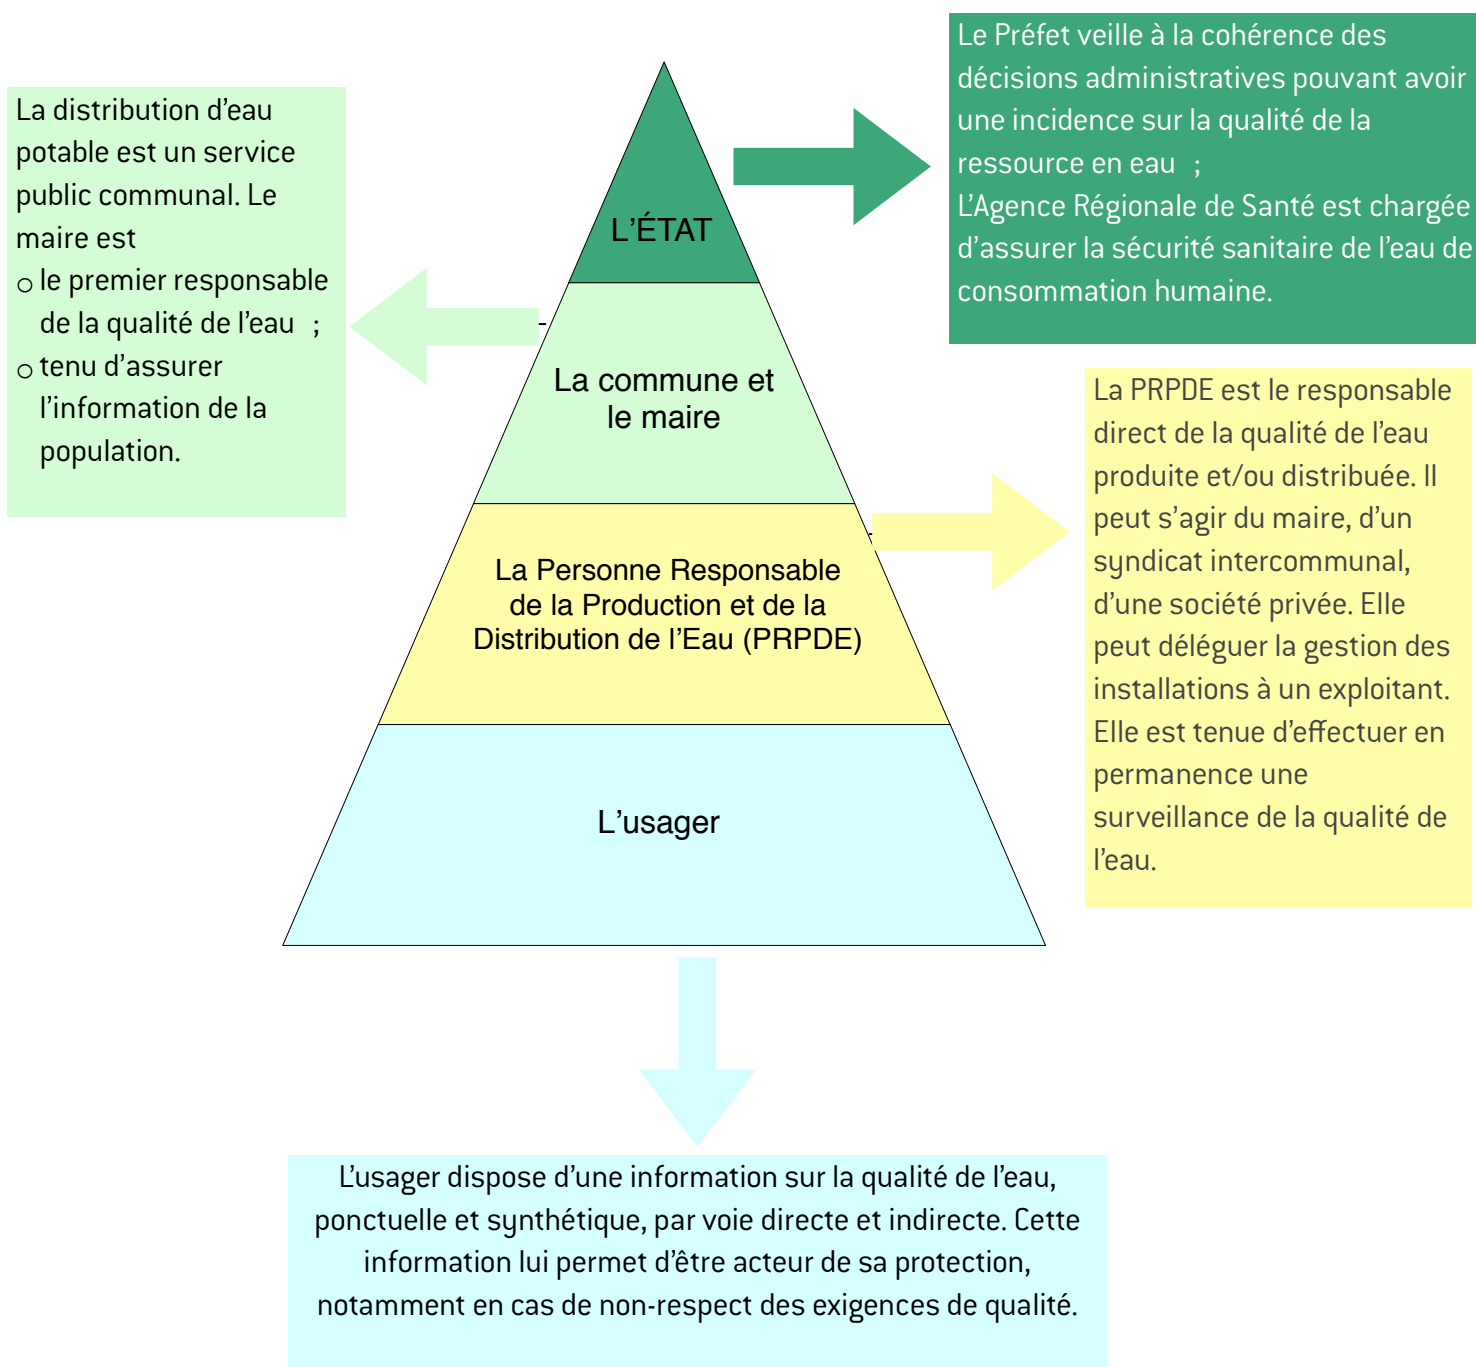 Le Préfet veille à la cohérence des
décisions administratives pouvant avoir
une incidence sur la qualité de la
ressource en eau ;
L'Agence Régionale de Santé est chargée
d'assurer la sécurité sanitaire de l'eau de
consommation humaine.
La distribution d'eau
potable est un service
public communal. Le
maire est
o le premier responsable
de la qualité de l'eau ;
o tenu d'assurer
l'information de la
population.
L'ÉTAT
La commune et
le maire
La Personne Responsable
de la Production et de la
Distribution de l'Eau (PRPDE)
L'usager
La PRPDE est le responsable
direct de la qualité de l'eau
produite et/ou distribuée. Il
peut s'agir du maire, d'un
syndicat intercommunal,
d'une société privée. Elle
peut déléguer la gestion des
installations à un exploitant.
Elle est tenue d'effectuer en
permanence une
surveillance de la qualité de
l'eau.
L'usager dispose d'une information sur la qualité de l'eau,
ponctuelle et synthétique, par voie directe et indirecte. Cette
information lui permet d'être acteur de sa protection,
notamment en cas de non-respect des exigences de qualité.